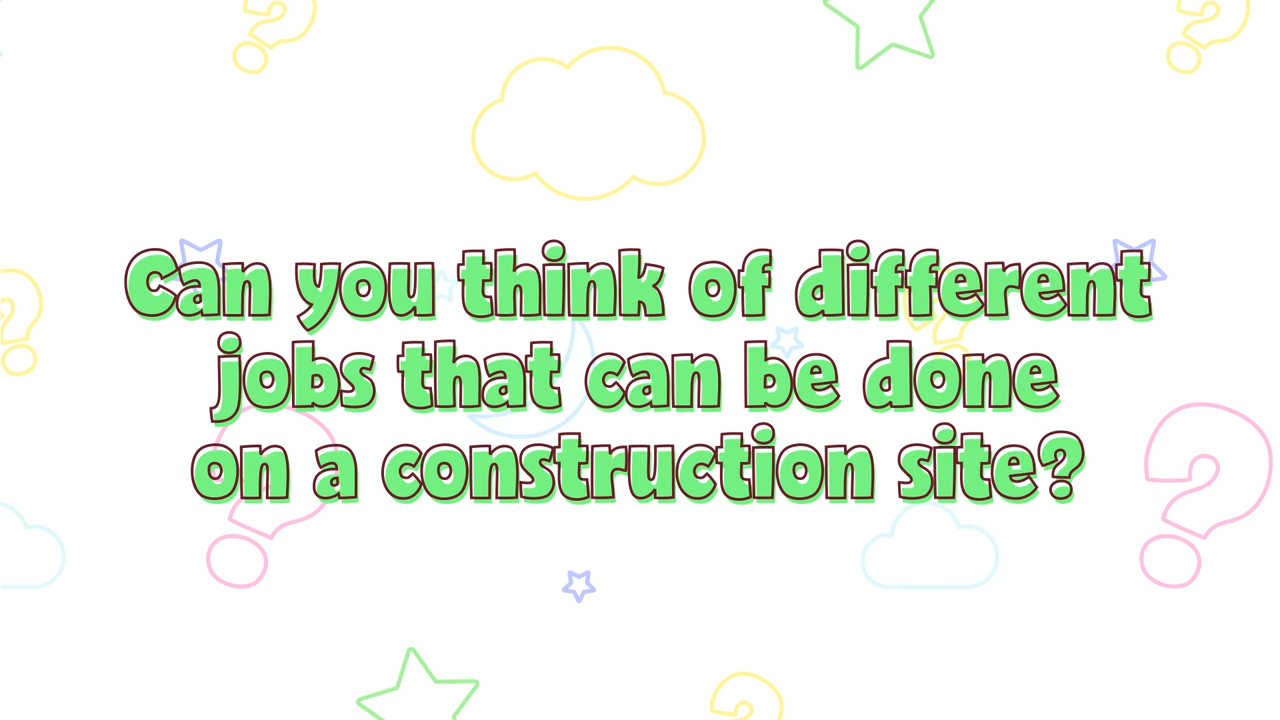 Can you think of different
jobs that can be done
on a construction site?